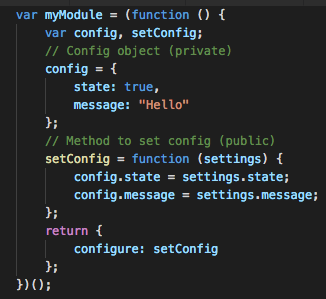 var myModule = (function () {
    var config, setConfig;
    // Config object (private)
    config = {
        state: true,
        message: "Hello"
    };
    // Method to set config (public)
    setConfig = function (settings) {
        config.state = settings.state;
        config.message = settings.message;
    };
    return {
        configure: setConfig
    };
})();